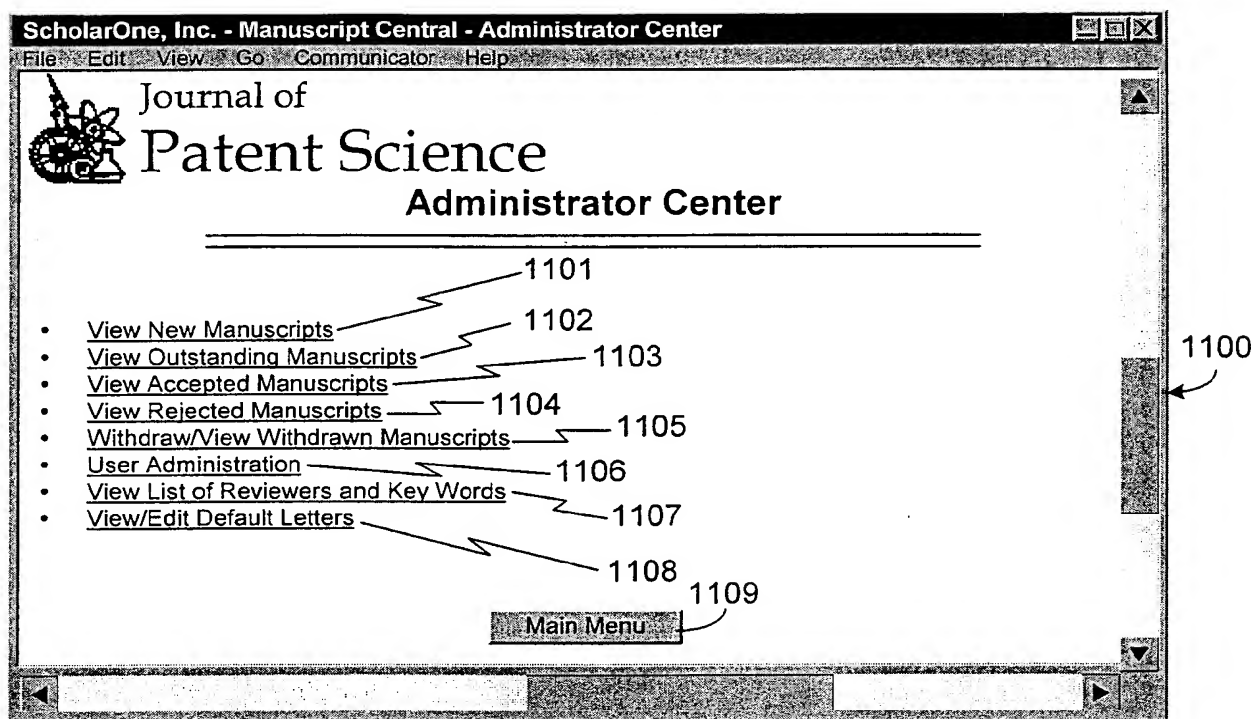 ScholarOne, Inc. - Manuscript Central - Administrator Center
File Edit View Go Communicator Help
Journal of
Patent Science
Administrator Center
1101
View New Manuscripts
1102
View Outstanding Manuscripts
1103
View Accepted Manuscripts
1100
View Rejected Manuscripts
1104
Withdraw/View Withdrawn Manuscripts
1105
User Administration
1106
View List of Reviewers and Key Words
1107
View/Edit Default Letters
1108
1109
Main Menu